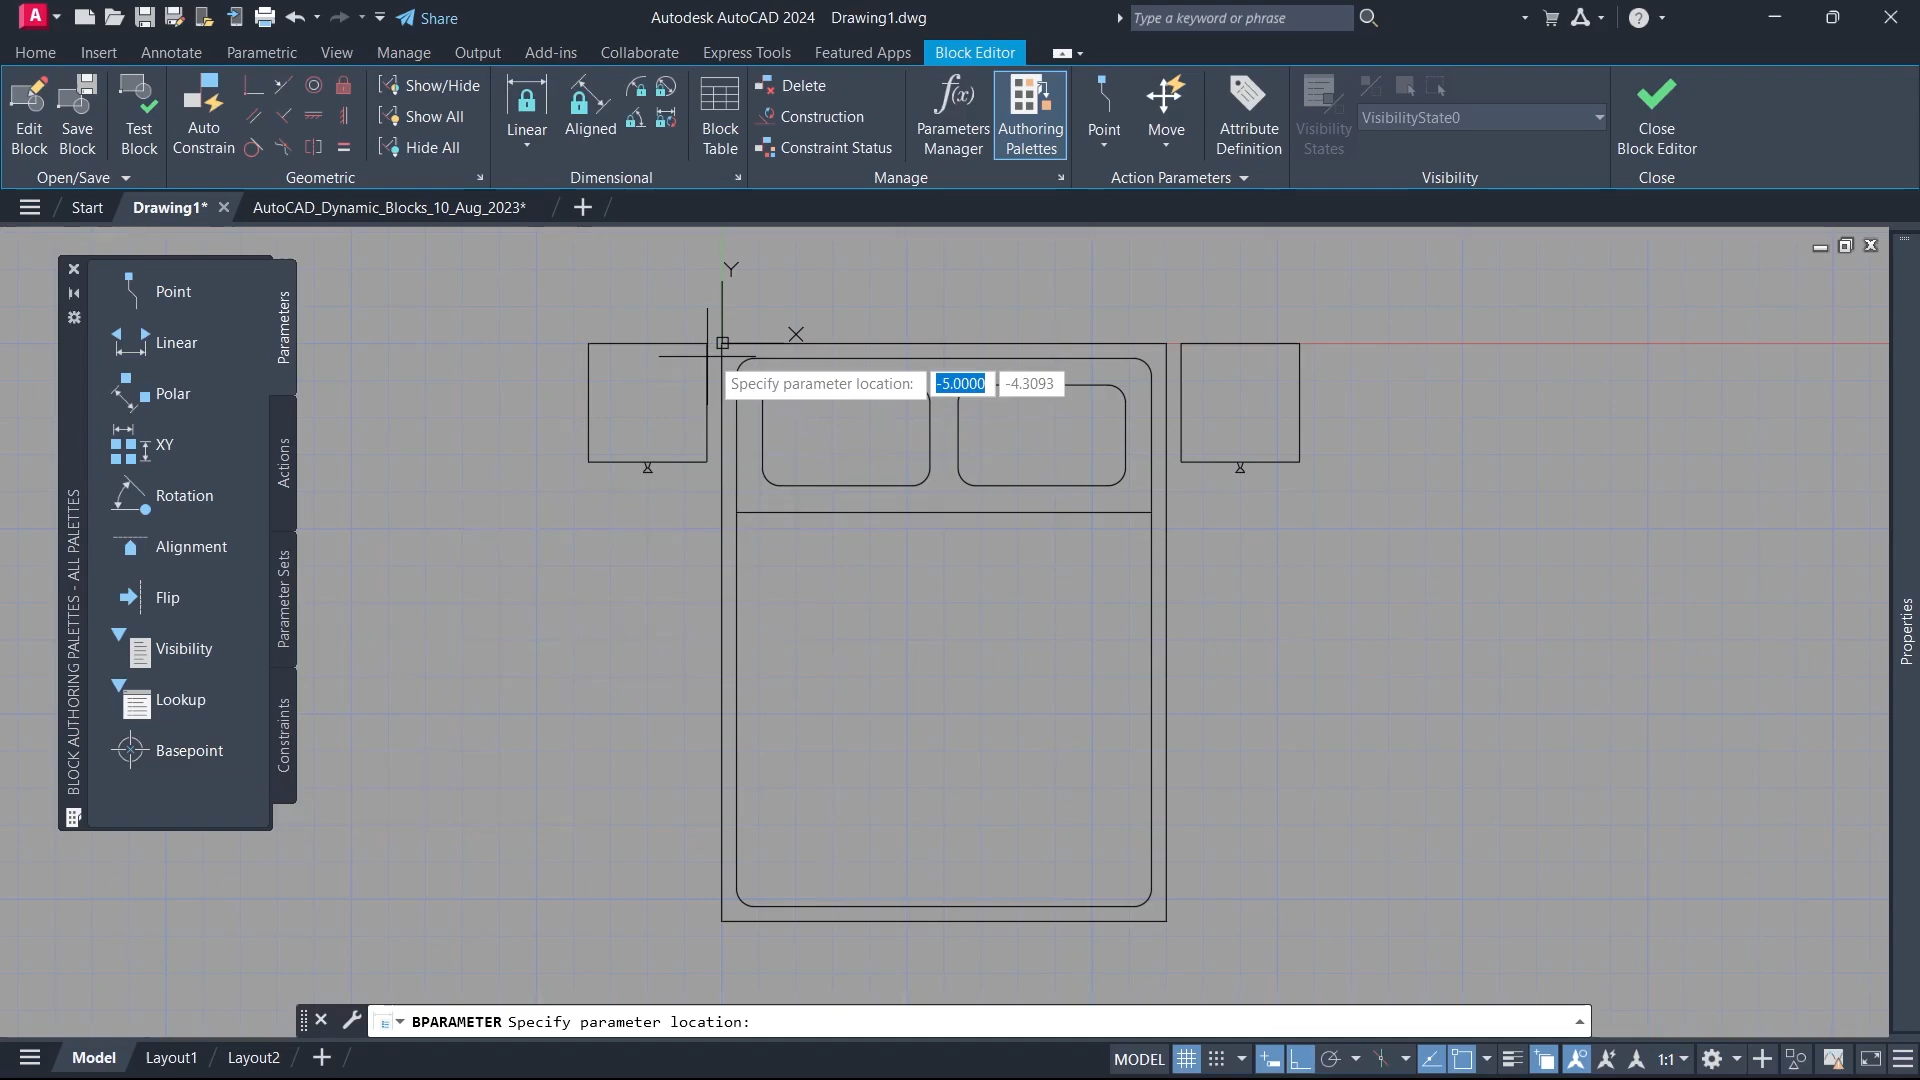 A Share Autodesk AutoCAD 2024 Drawing1.dwg Type a keyword or phrase
Home Insert Annotate Parametric View Manage Output Add-ins Collaborate Express Tools Featured Apps Block Editor
Edit Block
Save Block
Test Block
Open/Save
Auto Constrain
Show/Hide
Show All
Hide All
Geometric
Linear
Aligned
Dimensional
Block Table
Delete
Construction
Constraint Status
f(x)
Parameters Manager
Authoring Palettes
Manage
Point
Move
Attribute Definition
Action Parameters
Visibility States
VisibilityState0
Visibility
Close Block Editor
Close
Start Drawing1* AutoCAD_Dynamic_Blocks_10_Aug_2023*
Point
Linear
Polar
XY
Rotation
Alignment
Flip
Visibility
Lookup
Basepoint
Parameters
Actions
Parameter Sets
Constraints
BLOCK AUTHORING PALETTES - ALL PALETTES
Y
X
Specify parameter location: -5.0000 -4.3093
Properties
BPARAMETER Specify parameter location:
Model Layout1 Layout2
MODEL 1:1